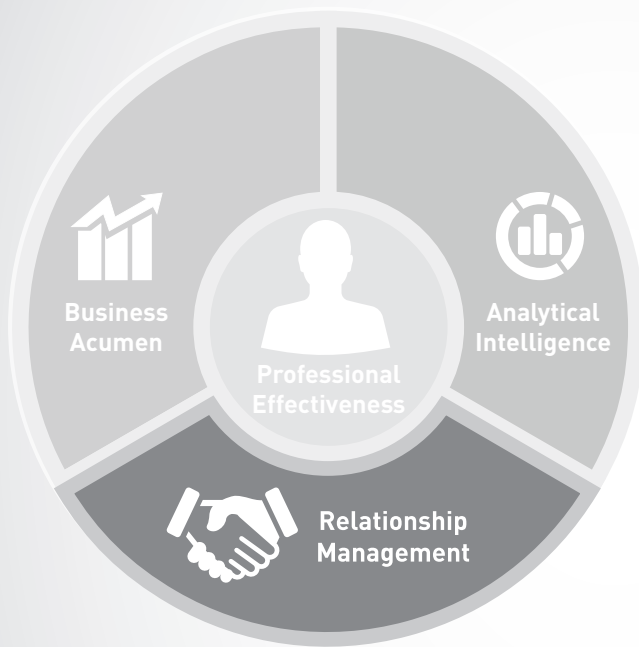 Business
Acumen
Analytical
Intelligence
Professional
Effectiveness
Relationship
Management